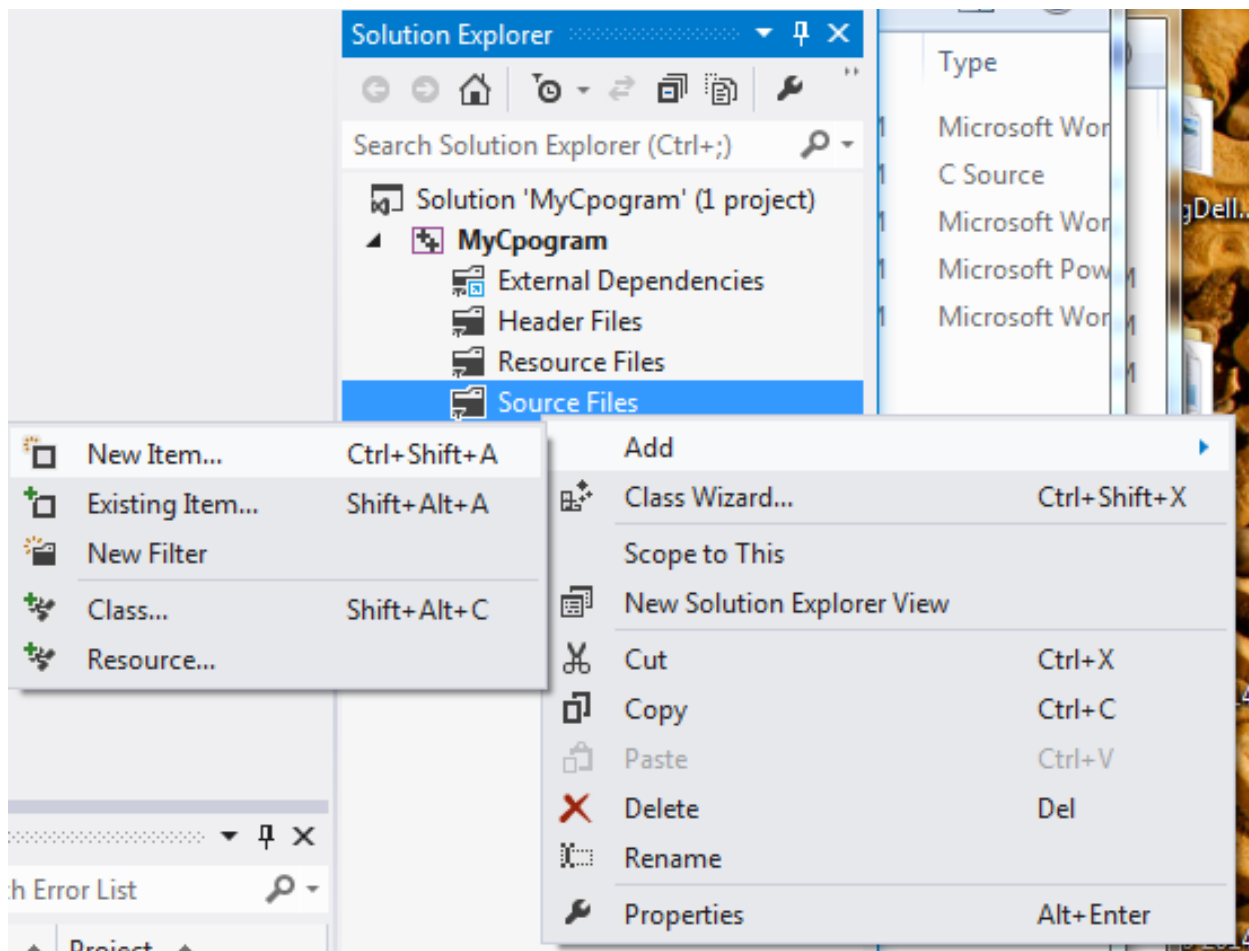 Solution Explorer
Search Solution Explorer (Ctrl+;)
Solution 'MyCpogram' (1 project)
MyCpogram
External Dependencies
Header Files
Resource Files
Source Files
New Item... Ctrl+Shift+A
Existing Item... Shift+Alt+A
New Filter
Class... Shift+Alt+C
Resource...
Add
Class Wizard... Ctrl+Shift+X
Scope to This
New Solution Explorer View
Cut Ctrl+X
Copy Ctrl+C
Paste Ctrl+V
Delete Del
Rename
Properties Alt+Enter
Type
Microsoft Wor
C Source
Microsoft Wor
Microsoft Pow
Microsoft Wor
gDell..
h Error List
Project